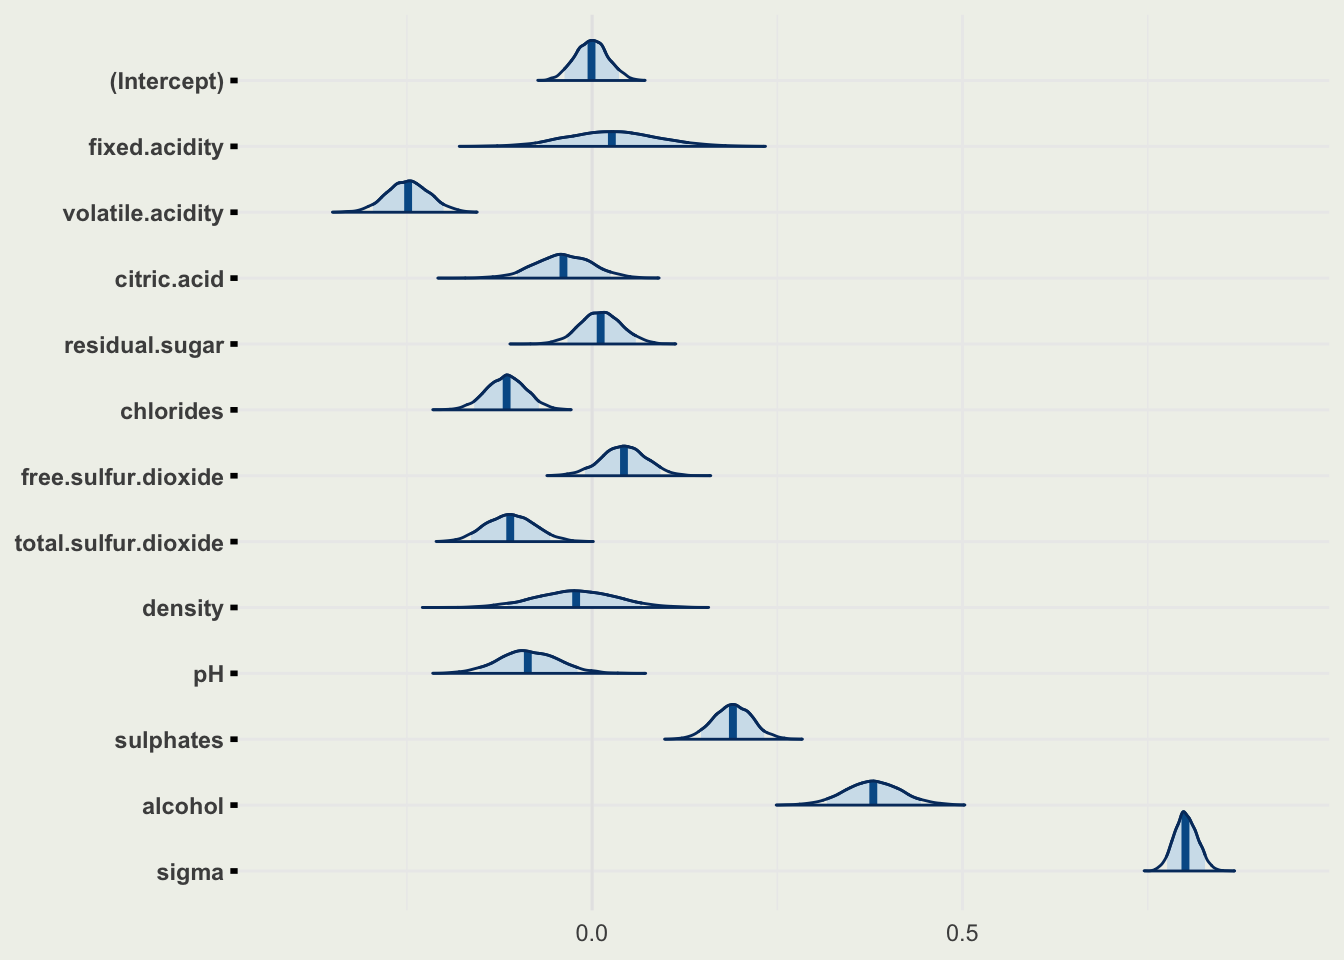 (Intercept)
fixed.acidity
volatile.acidity
citric.acid
residual.sugar
chlorides
free.sulfur.dioxide
total.sulfur.dioxide
density
pH
sulphates
alcohol
sigma
0.0 0.5